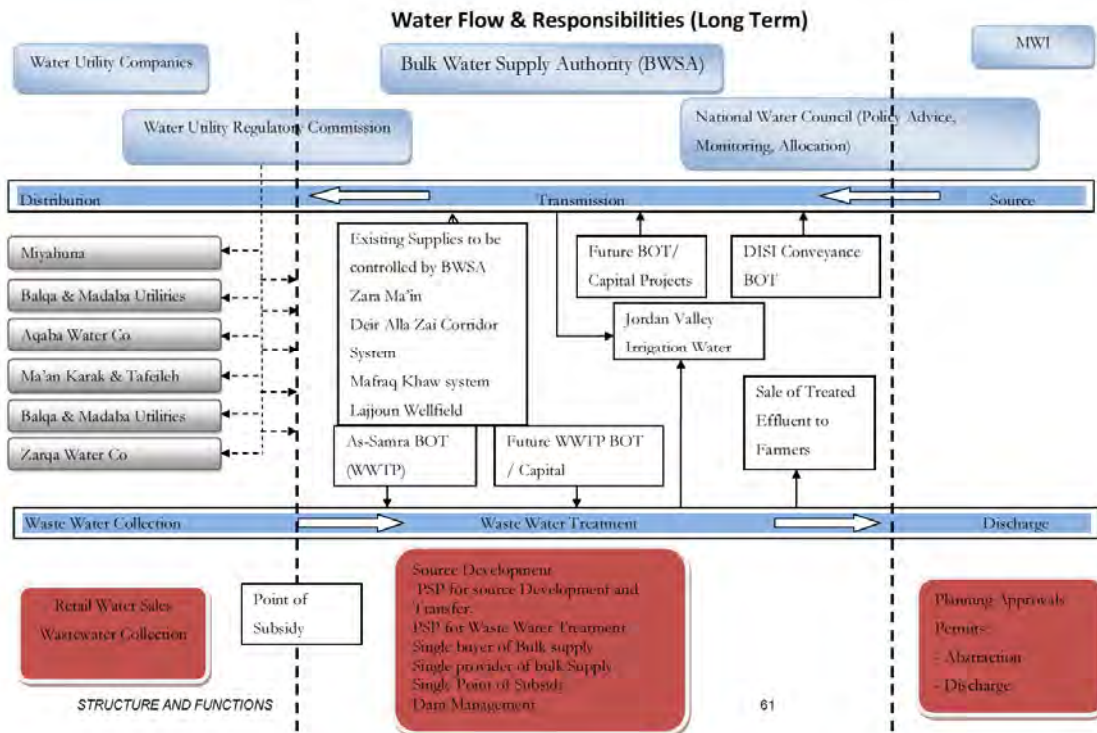 Water Flow & Responsibilities (Long Term)
Water Utility Companies
Bulk Water Supply Authority (BWSA)
MWI
Water Utility Regulatory Commission
National Water Council (Policy Advice,
Monitoring, Allocation)
Distribution
Transmission
Source
Miyahuna
Balqa & Madaba Utilities
Aqaba Water Co
Ma'an Karak & Tafeileh
Balqa & Madaba Utilities
Zarqa Water Co
Existing Supplies to be
controlled by BWSA
Zara Ma'in
Deir Alla Zai Corridor
System
Mafraq Khaw system
Lajjoun Wellfield
Future BOT/
Capital Projects
DISI Conveyance
BOT
Jordan Valley
Irrigation Water
As-Samra BOT
(WWTP)
Future WWTP BOT
/ Capital
Sale of Treated
Effluent to
Farmers
Waste Water Collection
Waste Water Treatment
Discharge
Retail Water Sales
Wastewater Collection
Point of
Subsidy
Source Development
PSP for source Development and
Transfer.
PSP for Waste Water Treatment
Single buyer of Bulk supply
Single provider of bulk Supply
Single Point of Subsidy
Dam Management
Planning Approvals
Permits:
- Abstraction
- Discharge
STRUCTURE AND FUNCTIONS
61